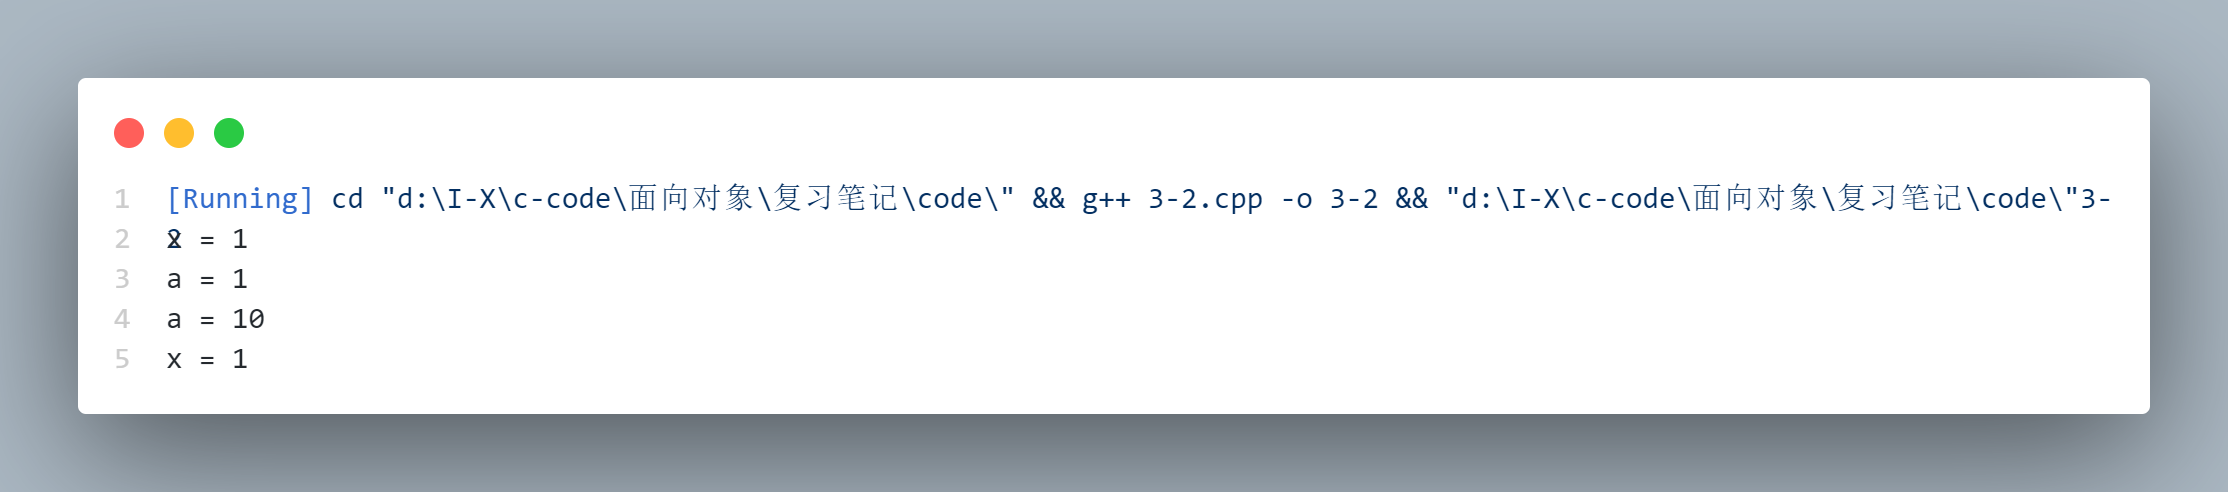 1 [Running] cd "d:\I-X\c-code\面向对象\复习笔记\code\" && g++ 3-2.cpp -o 3-2 && "d:\I-X\c-code\面向对象\复习笔记\code\"3-2
2 x = 1
3 a = 1
4 a = 10
5 x = 1